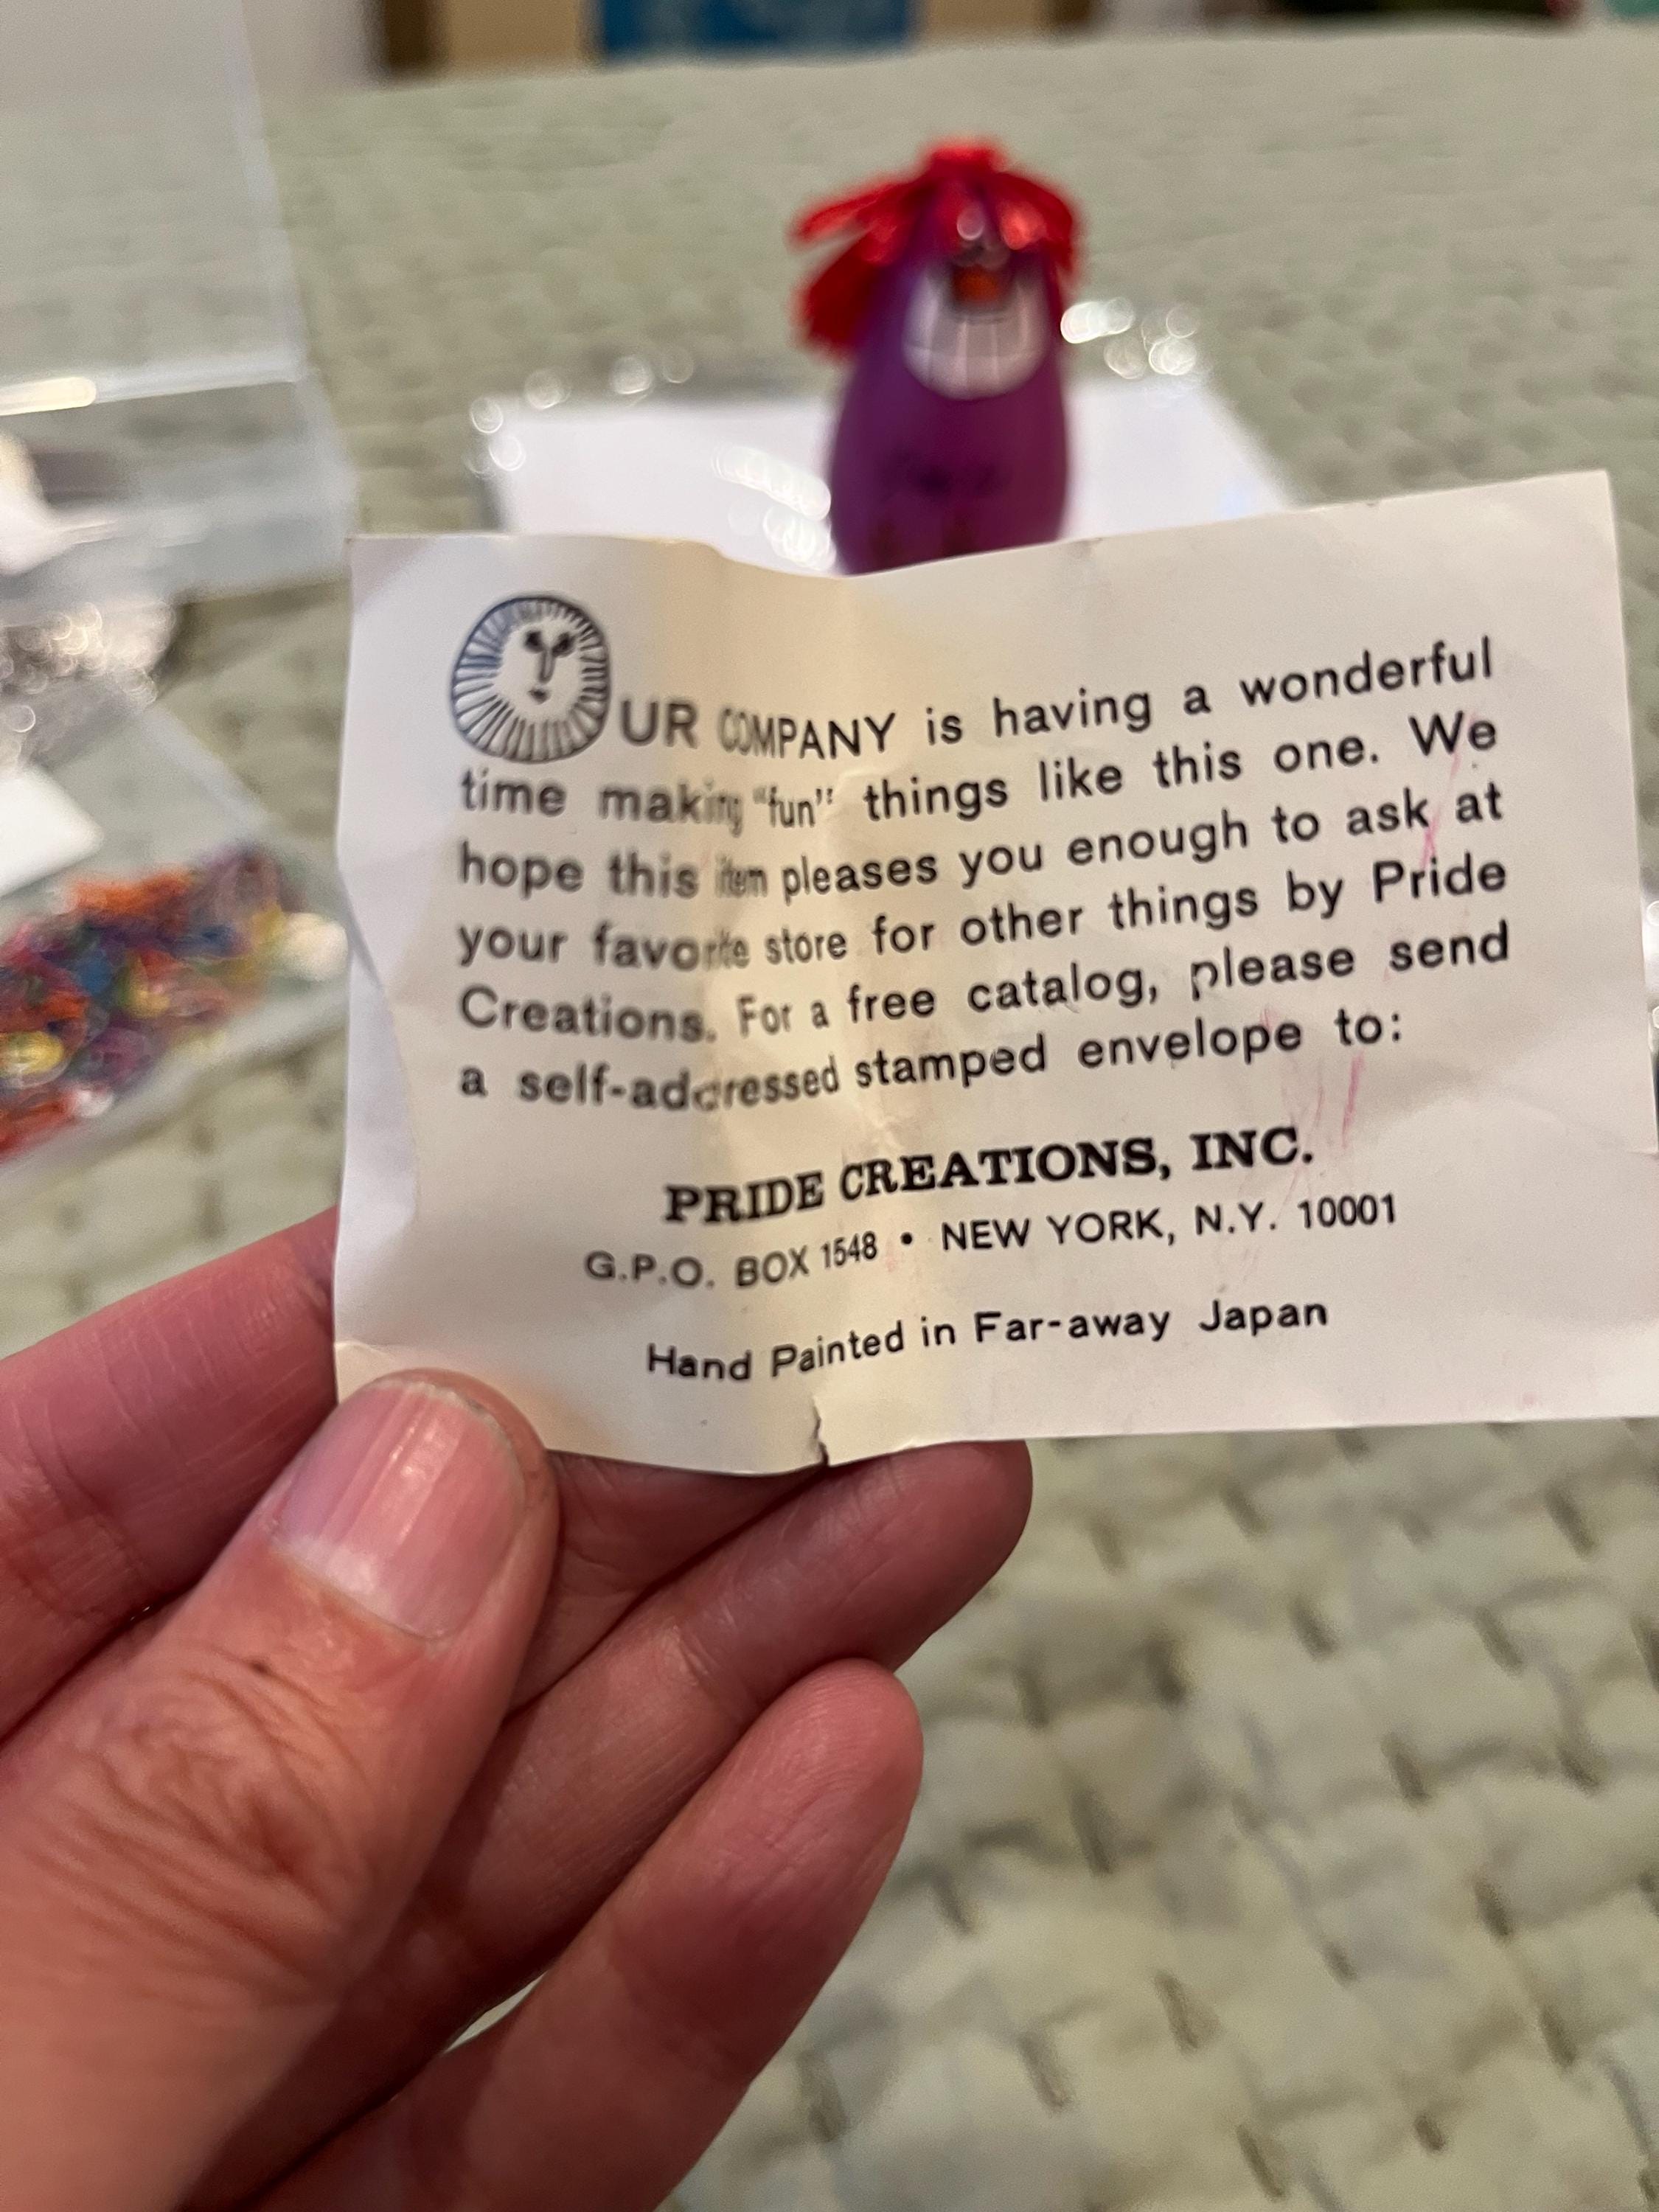 OUR COMPANY is having a wonderful
time making "fun" things like this one. We
hope this item pleases you enough to ask at
your favorite store for other things by Pride
Creations. For a free catalog, please send
a self-addressed stamped envelope to:
PRIDE CREATIONS, INC.
G.P.O. BOX 1548 • NEW YORK, N.Y. 10001
Hand Painted in Far-away Japan